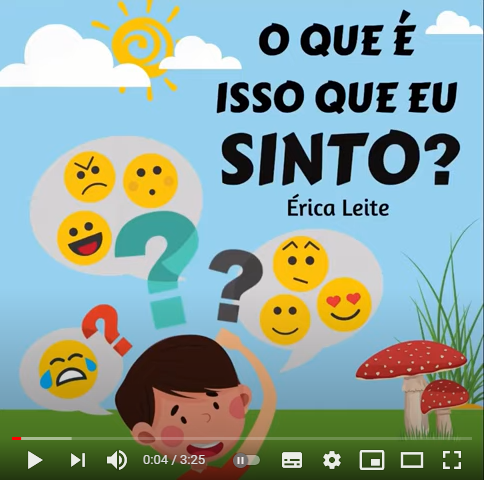 O QUE É
ISSO QUE EU
SINTO?
Érica Leite
? ?
?
0:04 / 3:25